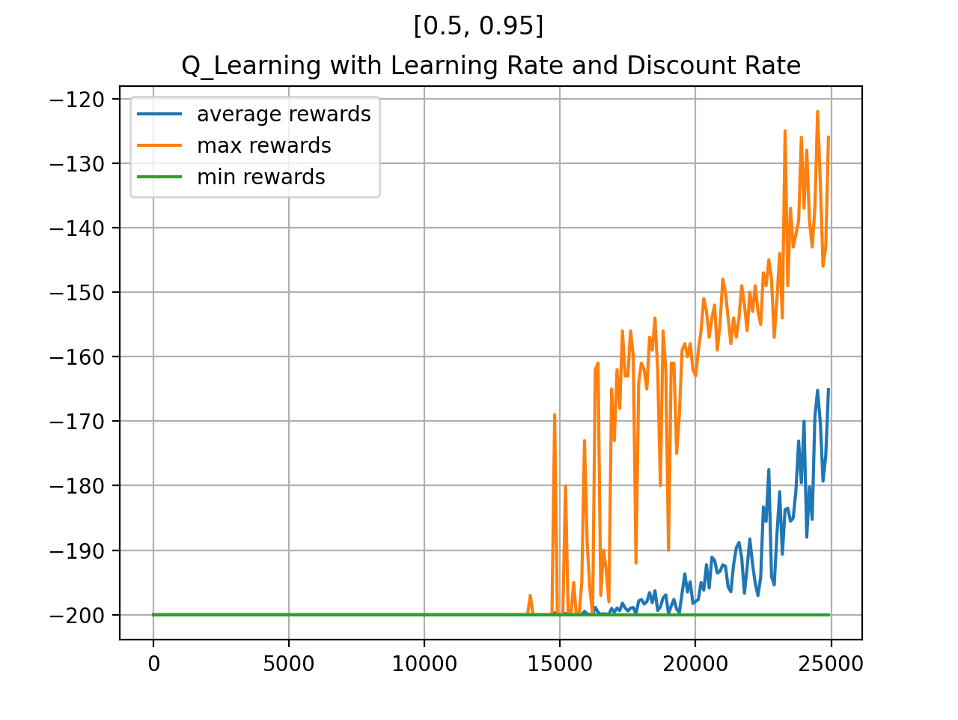 [0.5, 0.95]
Q_Learning with Learning Rate and Discount Rate
average rewards
max rewards
min rewards
−120
−130
−140
−150
−160
−170
−180
−190
−200
0 5000 10000 15000 20000 25000